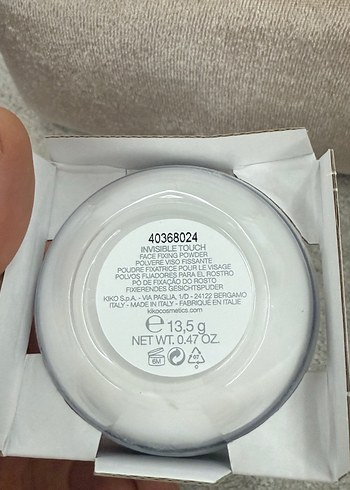 40368024
INVISIBLE TOUCH
FACE FIXING POWDER
POLVERE VISO FISSANTE
POUDRE FIXATRICE POUR LE VISAGE
POLVOS FIJADORES PARA EL ROSTRO
PÓ DE FIXAÇÃO DO ROSTO
FIXIERENDES GESICHTSPUDER
KIKO S.p.A. - VIA PAGLIA, 1/D - 24122 BERGAMO
ITALY - MADE IN ITALY - FABRIQUÉ EN ITALIE
kikocosmetics.com
℮ 13,5 g
NET WT. 0.47 OZ.
6M
07